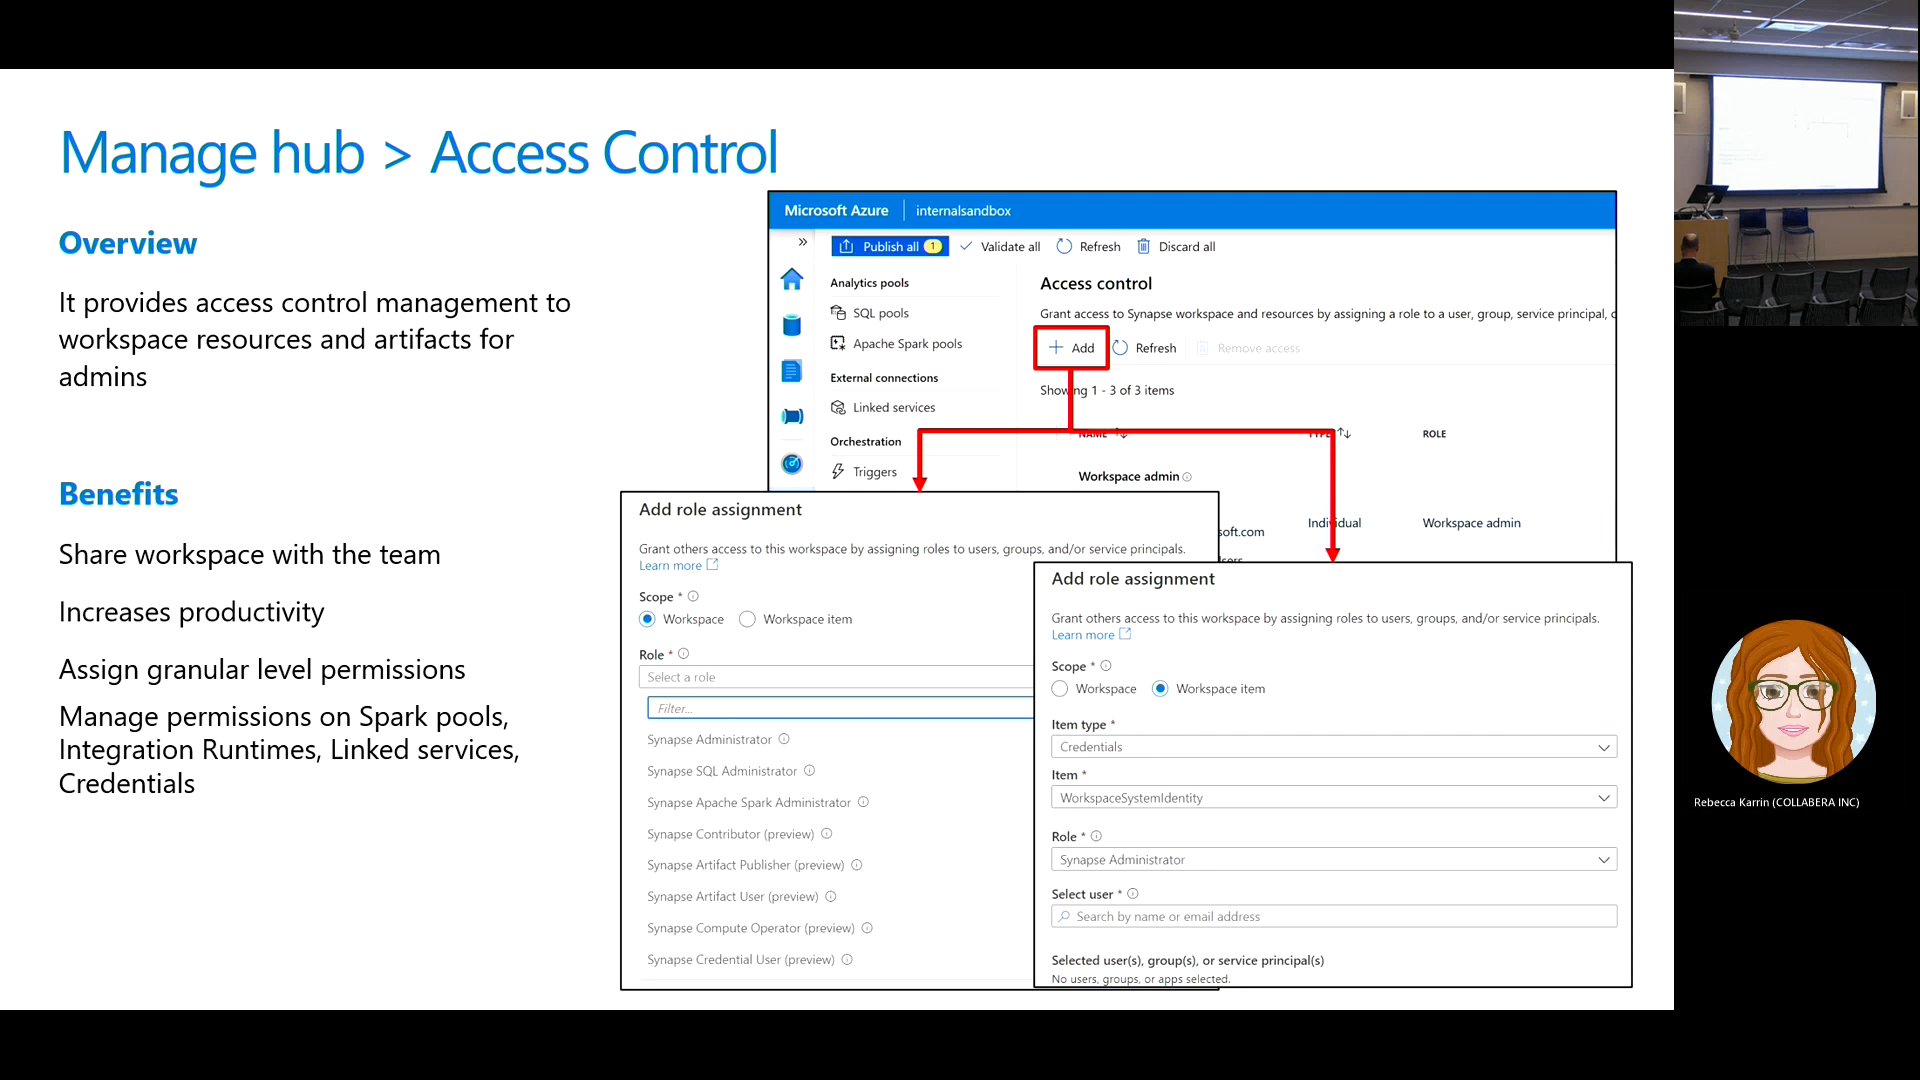 Manage hub > Access Control
Overview
It provides access control management to
workspace resources and artifacts for
admins
Benefits
Share workspace with the team
Increases productivity
Assign granular level permissions
Manage permissions on Spark pools,
Integration Runtimes, Linked services,
Credentials
Microsoft Azure internalsandbox
»
Publish all 1 Validate all Refresh Discard all
Analytics pools
SQL pools
Apache Spark pools
External connections
Linked services
Orchestration
Triggers
Access control
Grant access to Synapse workspace and resources by assigning a role to a user, group, service principal,
Add Refresh Remove access
Showing 1 - 3 of 3 items
NAME TYPE ROLE
Workspace admin
soft.com Individual Workspace admin
Add role assignment
Grant others access to this workspace by assigning roles to users, groups, and/or service principals.
Learn more
Scope *
Workspace Workspace item
Role *
Select a role
Filter...
Synapse Administrator
Synapse SQL Administrator
Synapse Apache Spark Administrator
Synapse Contributor (preview)
Synapse Artifact Publisher (preview)
Synapse Artifact User (preview)
Synapse Compute Operator (preview)
Synapse Credential User (preview)
Add role assignment
Grant others access to this workspace by assigning roles to users, groups, and/or service principals.
Learn more
Scope *
Workspace Workspace item
Item type *
Credentials
Item *
WorkspaceSystemIdentity
Role *
Synapse Administrator
Select user *
Search by name or email address
Selected user(s), group(s), or service principal(s)
No users, groups, or apps selected.
Rebecca Karrin (COLLABERA INC)